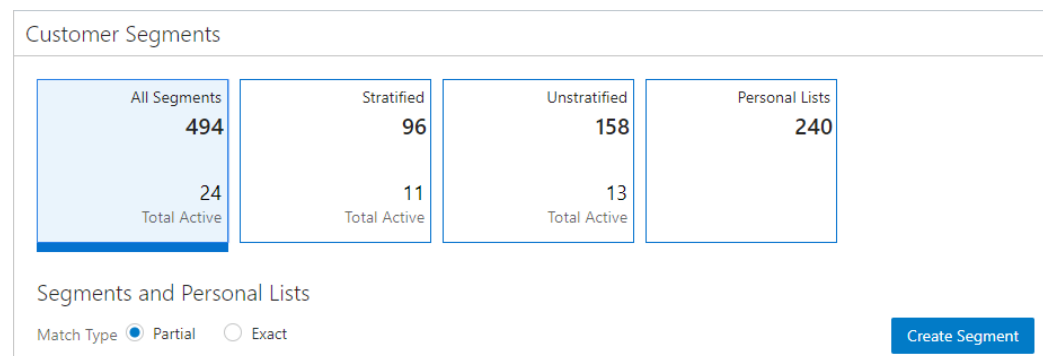 Customer Segments
All Segments
494
24
Total Active
Stratified
96
11
Total Active
Unstratified
158
13
Total Active
Personal Lists
240
Segments and Personal Lists
Match Type Partial Exact
Create Segment